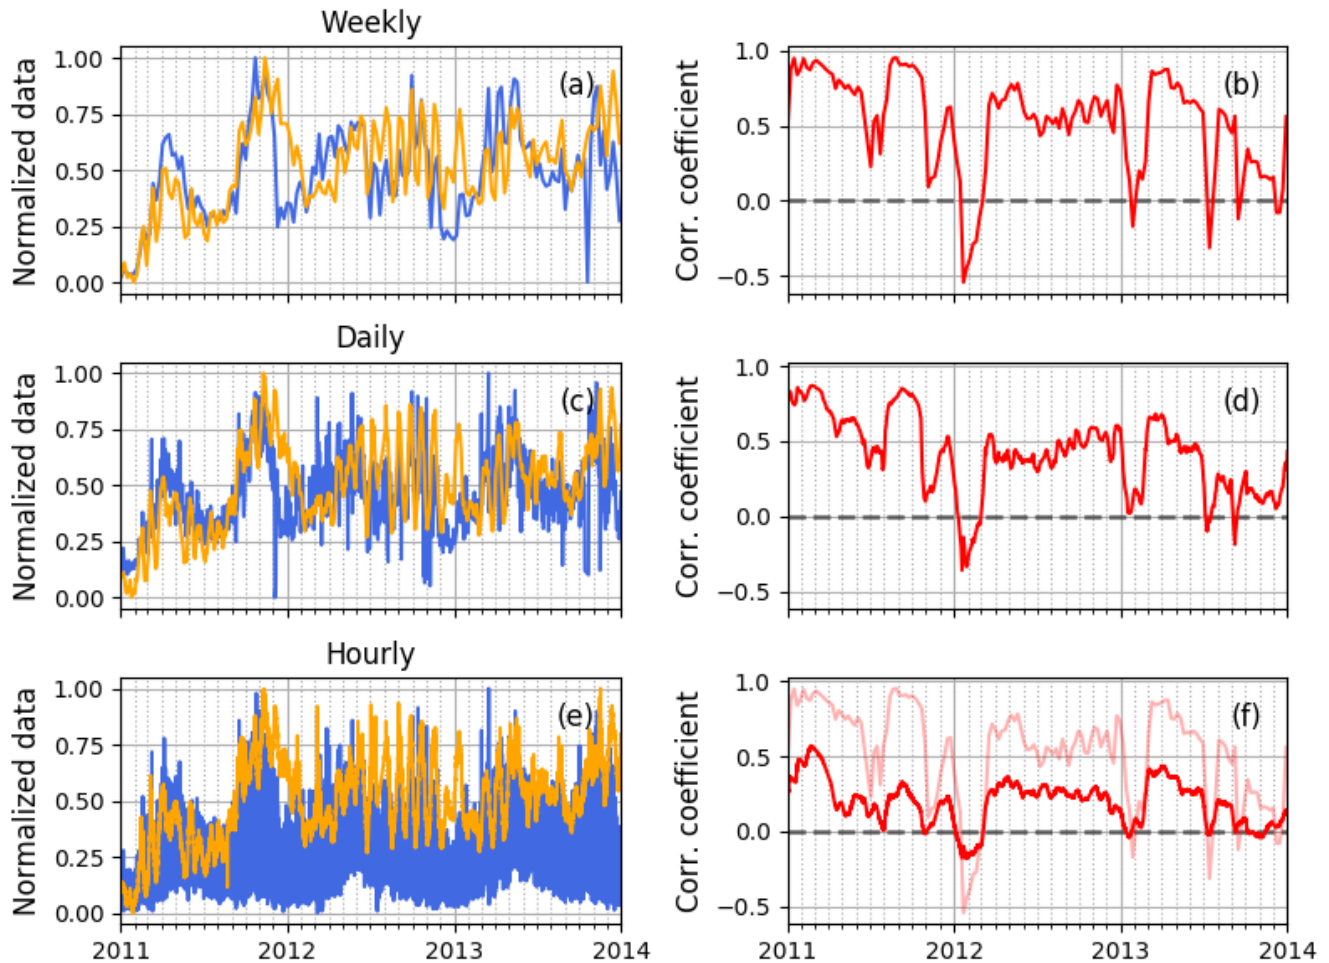 Weekly
Normalized data
1.00
0.75
0.50
0.25
0.00
(a)
Corr. coefficient
1.0
0.5
0.0
−0.5
(b)
Daily
Normalized data
1.00
0.75
0.50
0.25
0.00
(c)
Corr. coefficient
1.0
0.5
0.0
−0.5
(d)
Hourly
Normalized data
1.00
0.75
0.50
0.25
0.00
(e)
2011 2012 2013 2014
Corr. coefficient
1.0
0.5
0.0
−0.5
(f)
2011 2012 2013 2014